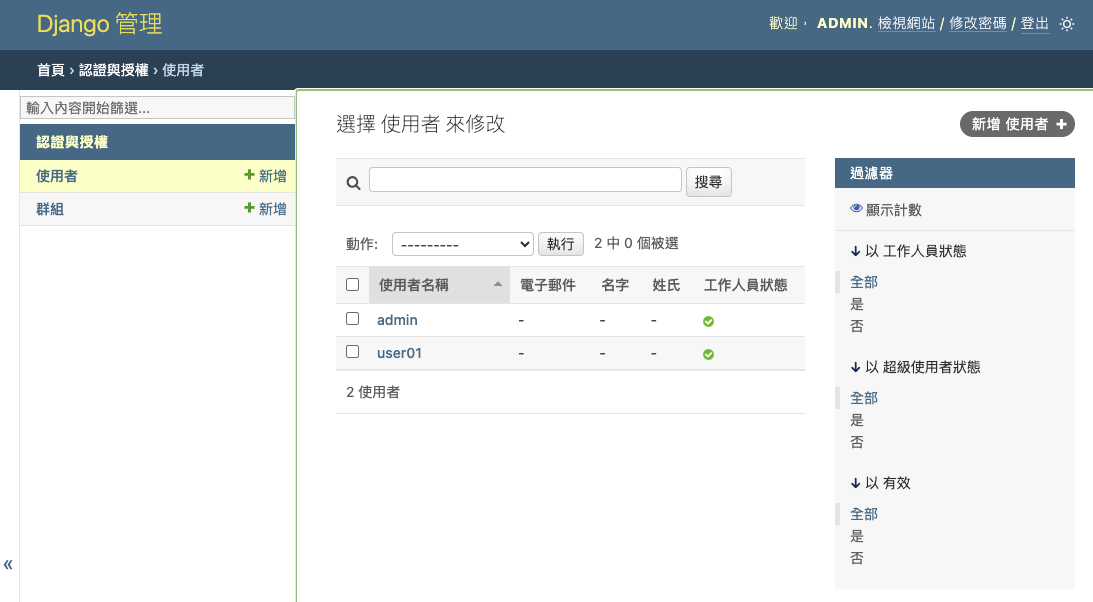 Django 管理
歡迎， ADMIN. 檢視網站 / 修改密碼 / 登出
首頁 › 認證與授權 › 使用者
輸入內容開始篩選...
認證與授權
使用者 新增
群組 新增
«
選擇 使用者 來修改
新增 使用者 +
搜尋
動作: --------- 執行 2 中 0 個被選
使用者名稱 電子郵件 名字 姓氏 工作人員狀態
admin - - -
user01 - - -
2 使用者
過濾器
顯示計數
↓ 以 工作人員狀態
全部
是
否
↓ 以 超級使用者狀態
全部
是
否
↓ 以 有效
全部
是
否